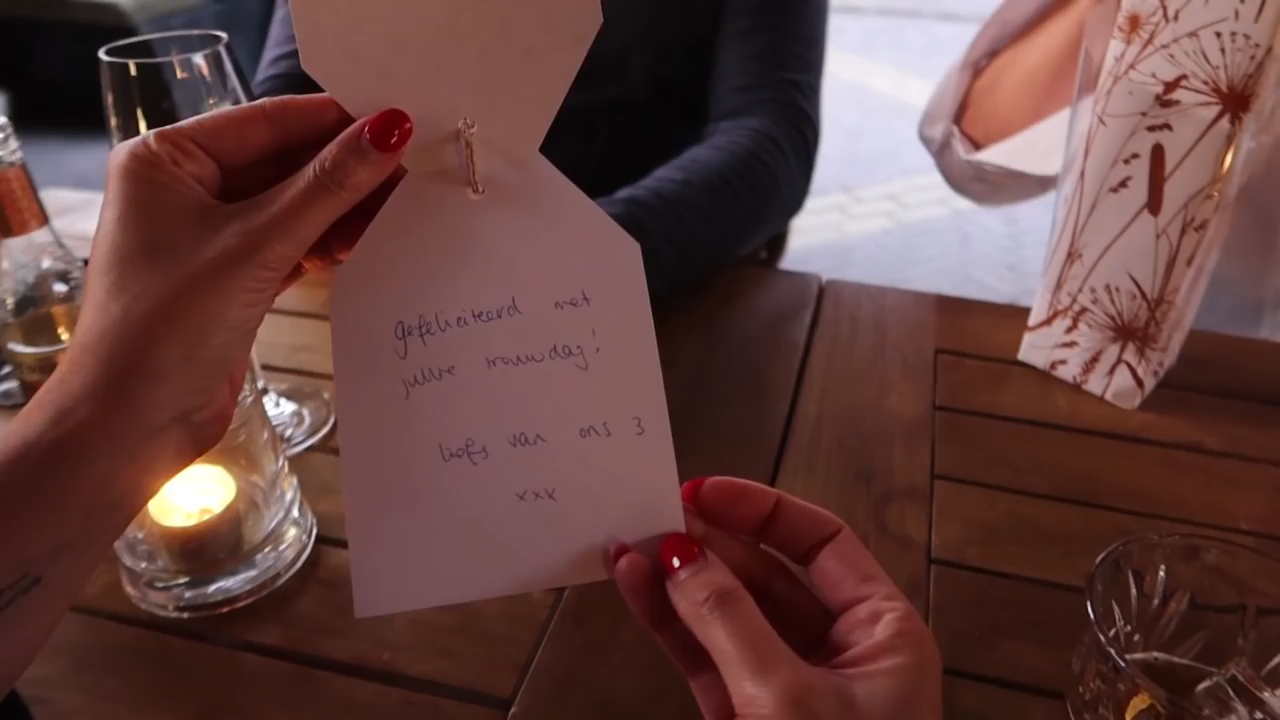 gefeliciteerd met
jullie trouwdag!
liefs van ons 3
xxx